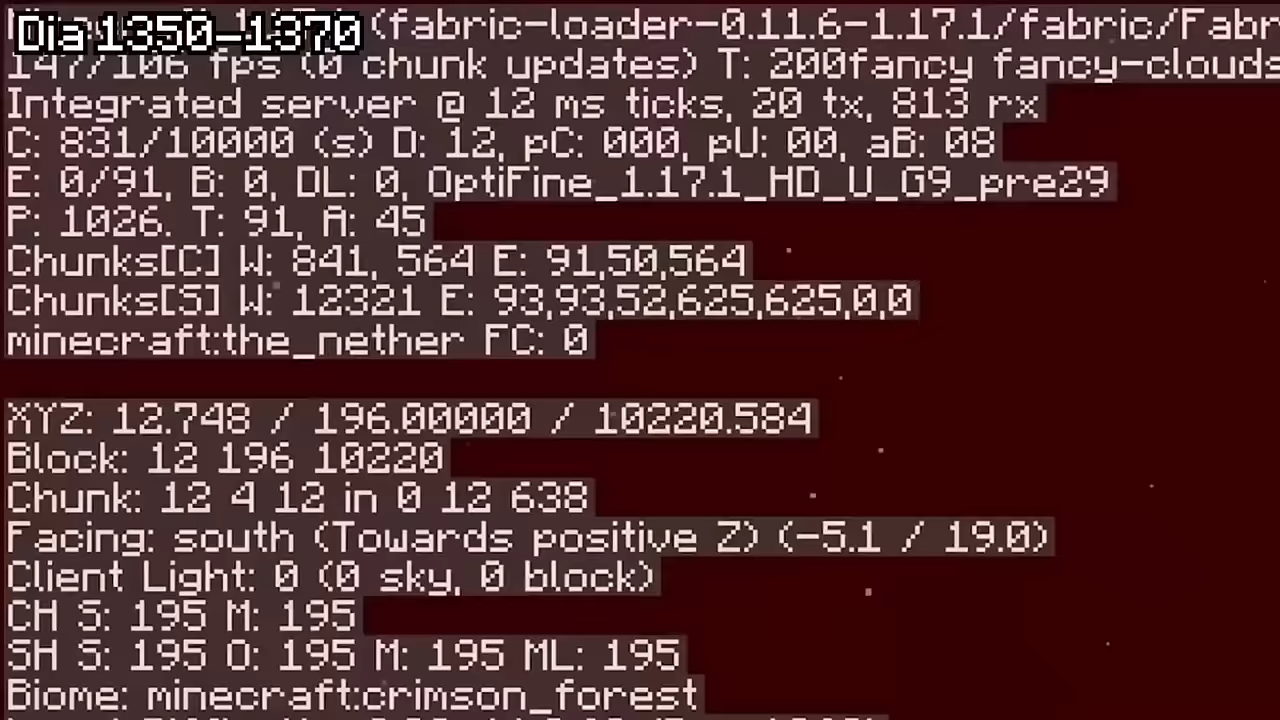 Dia 1350-1370
(fabric-loader-0.11.6-1.17.1/fabric/Fabr
147/106 fps (0 chunk updates) T: 200fancy fancy-clouds
Integrated server @ 12 ms ticks, 20 tx, 813 rx
C: 831/10000 (s) D: 12, pC: 000, pU: 00, aB: 08
E: 0/91, B: 0, DL: 0, OptiFine_1.17.1_HD_U_G9_pre29
P: 1026. T: 91, A: 45
Chunks[C] W: 841, 564 E: 91,50,564
Chunks[S] W: 12321 E: 93,93,52,625,625,0,0
minecraft:the_nether FC: 0
XYZ: 12.748 / 196.00000 / 10220.584
Block: 12 196 10220
Chunk: 12 4 12 in 0 12 638
Facing: south (Towards positive Z) (-5.1 / 19.0)
Client Light: 0 (0 sky, 0 block)
CH S: 195 M: 195
SH S: 195 O: 195 M: 195 ML: 195
Biome: minecraft:crimson_forest